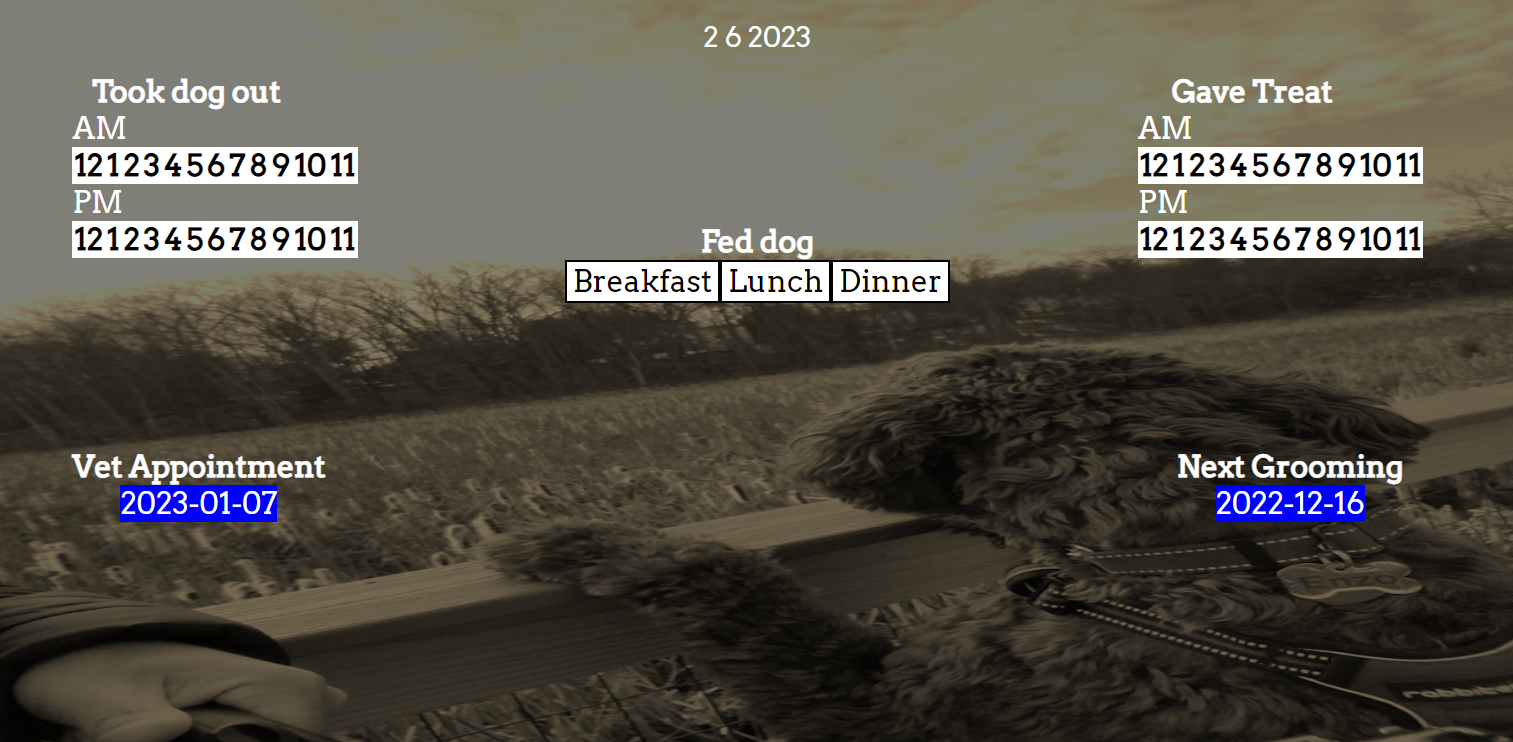 2 6 2023
Took dog out
AM
121234567891011
PM
121234567891011
Gave Treat
AM
121234567891011
PM
121234567891011
Fed dog
Breakfast Lunch Dinner
Vet Appointment
2023-01-07
Next Grooming
2022-12-16
Enzo